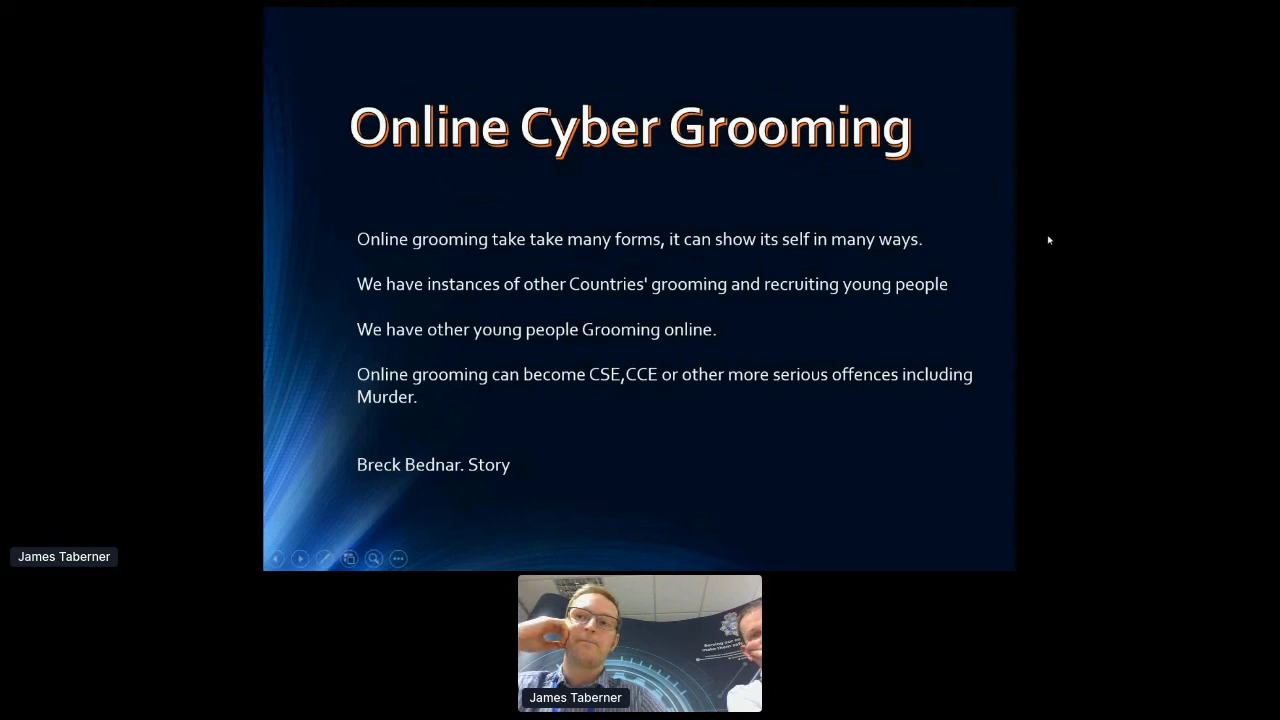 Online Cyber Grooming
Online grooming take take many forms, it can show its self in many ways.
We have instances of other Countries' grooming and recruiting young people
We have other young people Grooming online.
Online grooming can become CSE,CCE or other more serious offences including
Murder.
Breck Bednar. Story
James Taberner
James Taberner